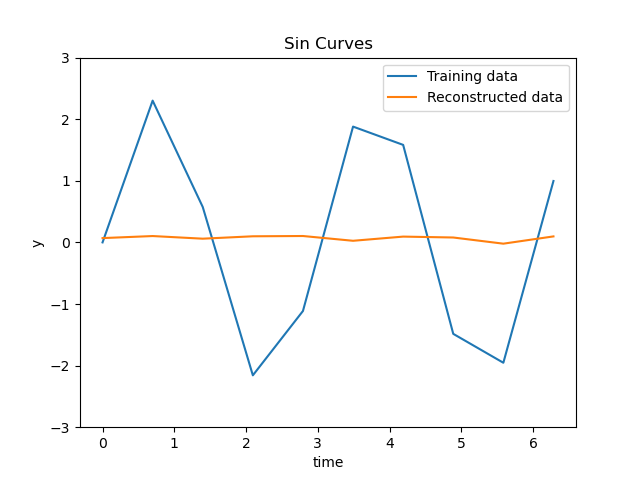 Sin Curves
Training data
Reconstructed data
3
2
1
0
−1
−2
−3
y
0 1 2 3 4 5 6
time